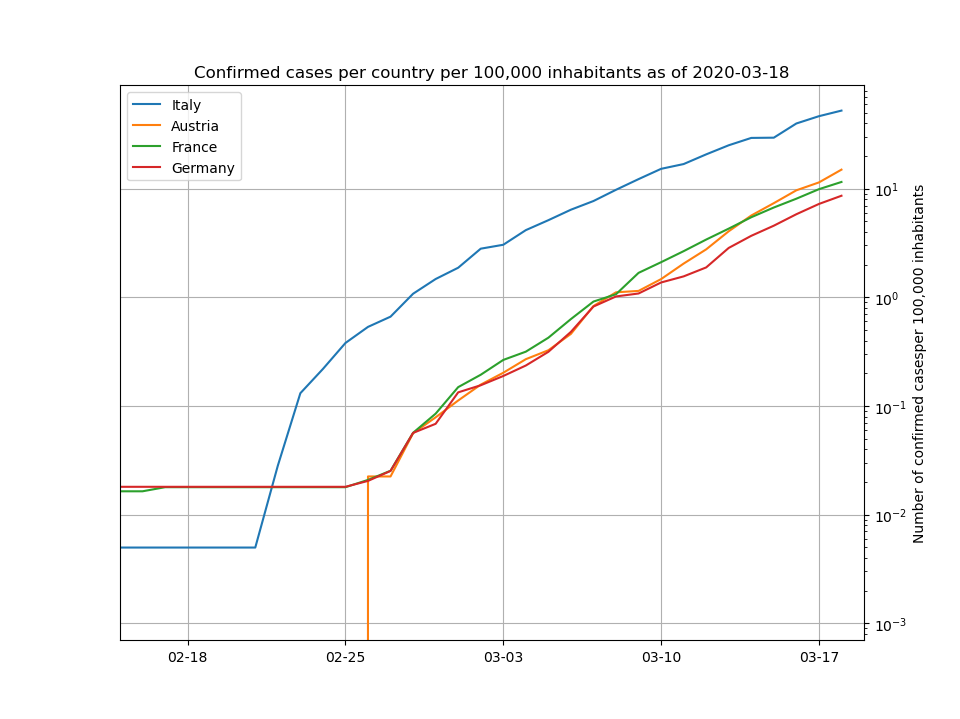 Confirmed cases per country per 100,000 inhabitants as of 2020-03-18
Italy
Austria
France
Germany
10¹
10⁰
10⁻¹
10⁻²
10⁻³
Number of confirmed casesper 100,000 inhabitants
02-18
02-25
03-03
03-10
03-17